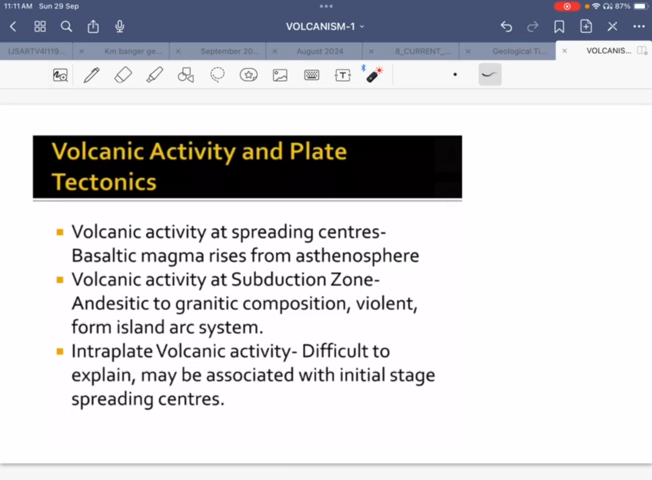 11:11 AM Sun 29 Sep
87%
VOLCANISM-1
IJSARTV4I119...
Km banger ge...
September 20...
August 2024
8_CURRENT_...
Geological Ti...
VOLCANIS...
T
Volcanic Activity and Plate
Tectonics
Volcanic activity at spreading centres-
Basaltic magma rises from asthenosphere
Volcanic activity at Subduction Zone-
Andesitic to granitic composition, violent,
form island arc system.
Intraplate Volcanic activity- Difficult to
explain, may be associated with initial stage
spreading centres.